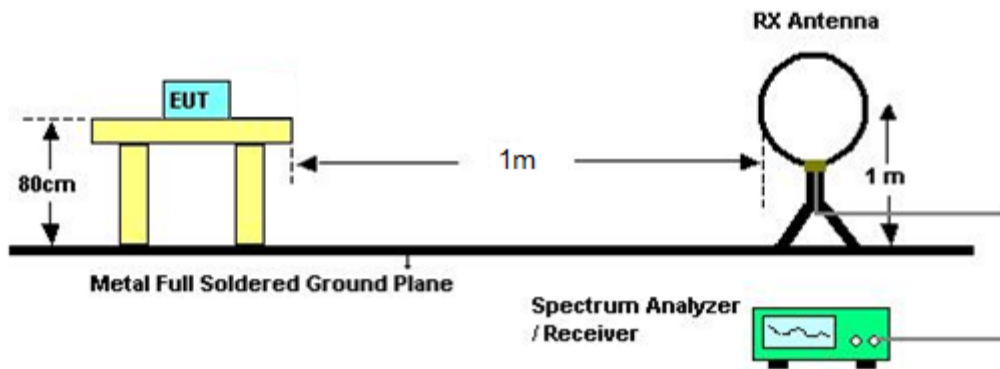 RX Antenna
EUT
80cm
1m
1 m
Metal Full Soldered Ground Plane
Spectrum Analyzer
/ Receiver